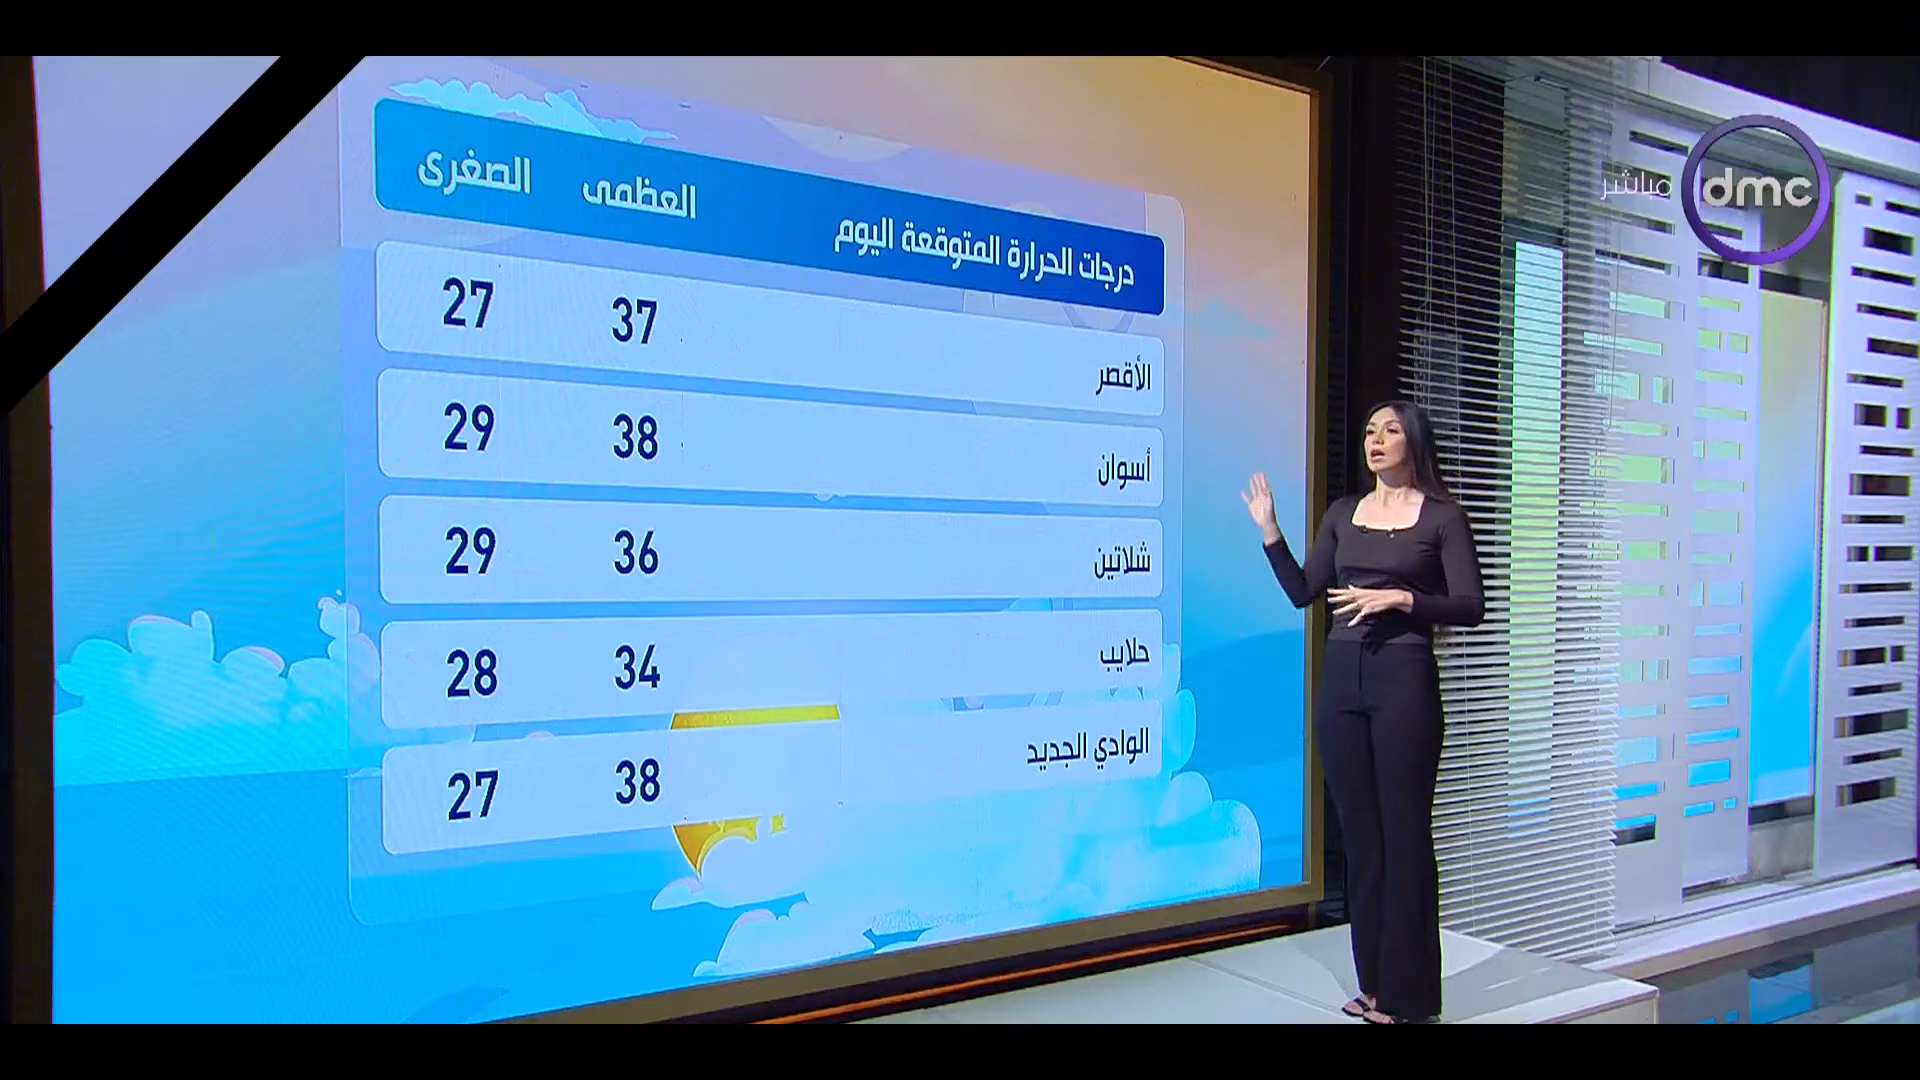 درجات الحرارة المتوقعة اليوم العظمى الصغرى
الأقصر 37 27
أسوان 38 29
شلاتين 36 29
حلايب 34 28
الوادي الجديد 38 27
dmc مباشر